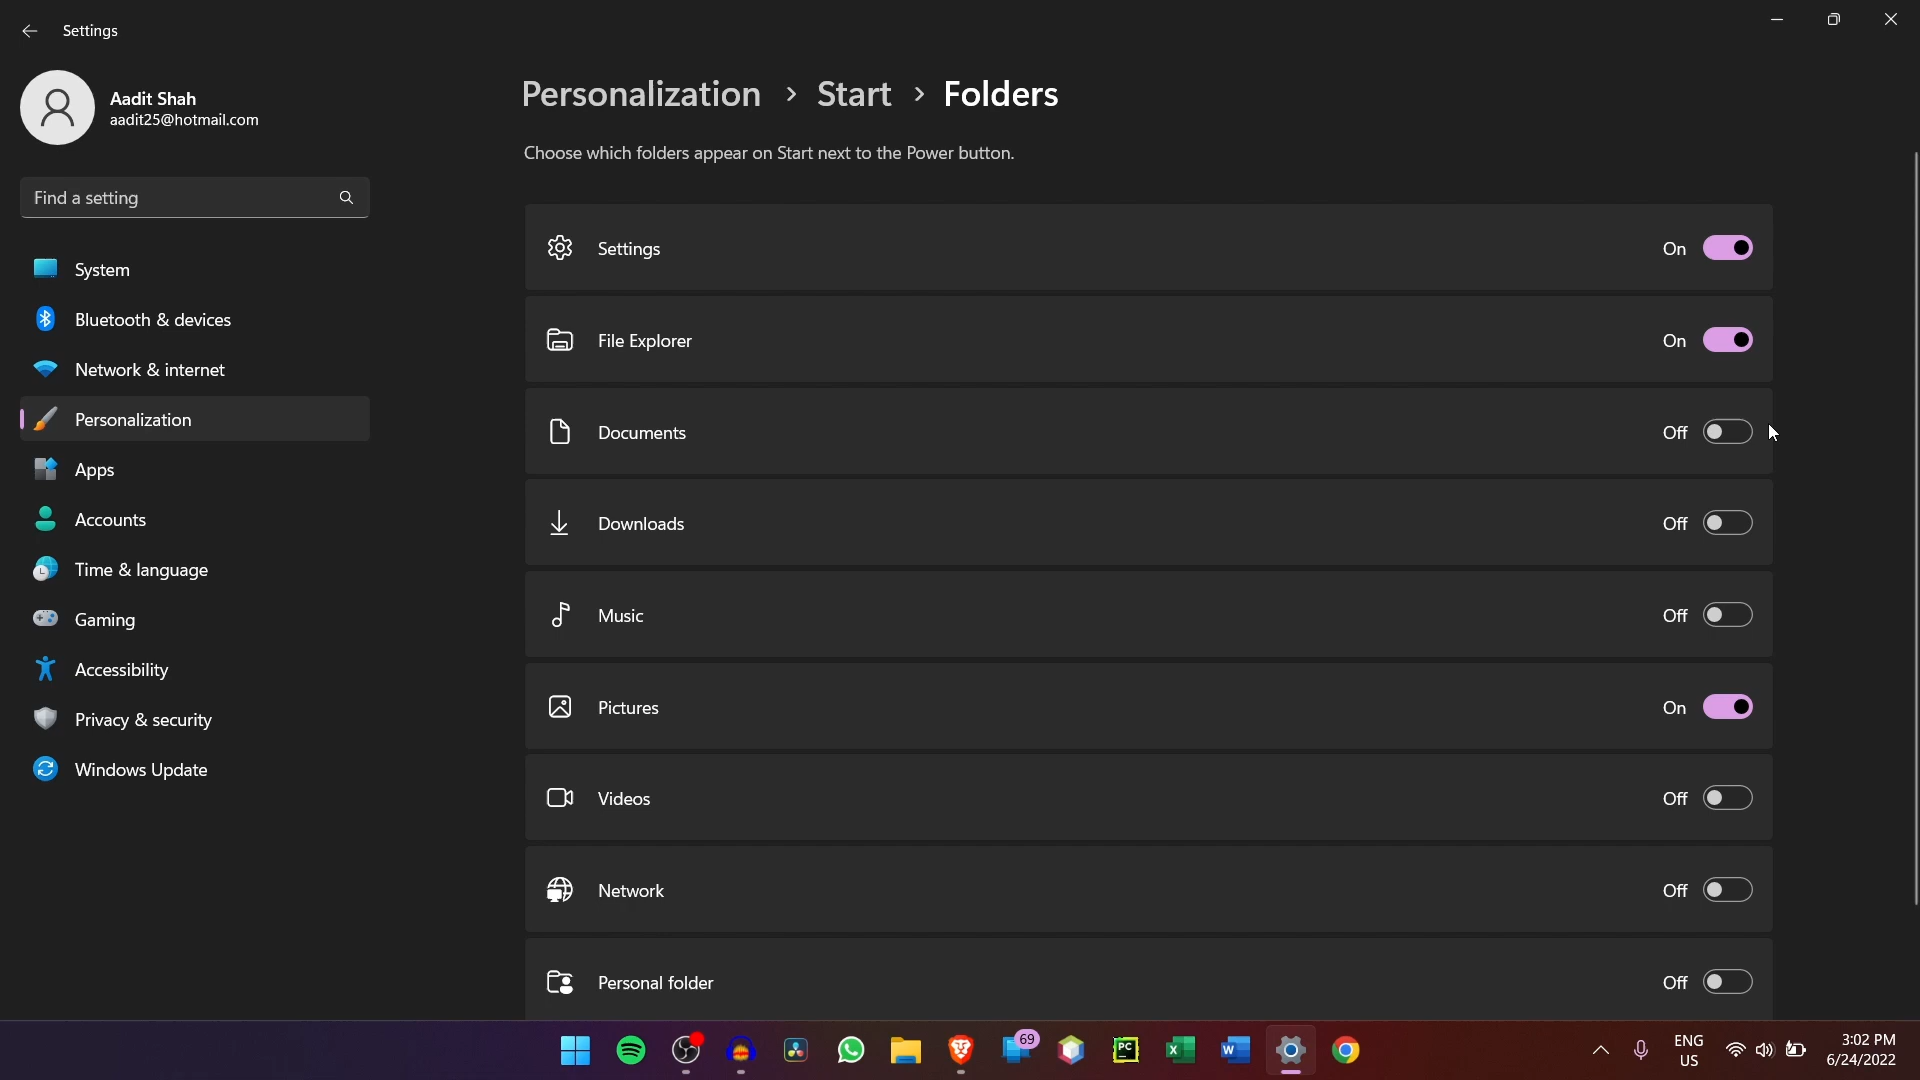 Settings
Aadit Shah
aadit25@hotmail.com
Find a setting
System
Bluetooth & devices
Network & internet
Personalization
Apps
Accounts
Time & language
Gaming
Accessibility
Privacy & security
Windows Update
Personalization > Start > Folders
Choose which folders appear on Start next to the Power button.
Settings On
File Explorer On
Documents Off
Downloads Off
Music Off
Pictures On
Videos Off
Network Off
Personal folder Off
69
PC
X
W
ENG
US
3:02 PM
6/24/2022